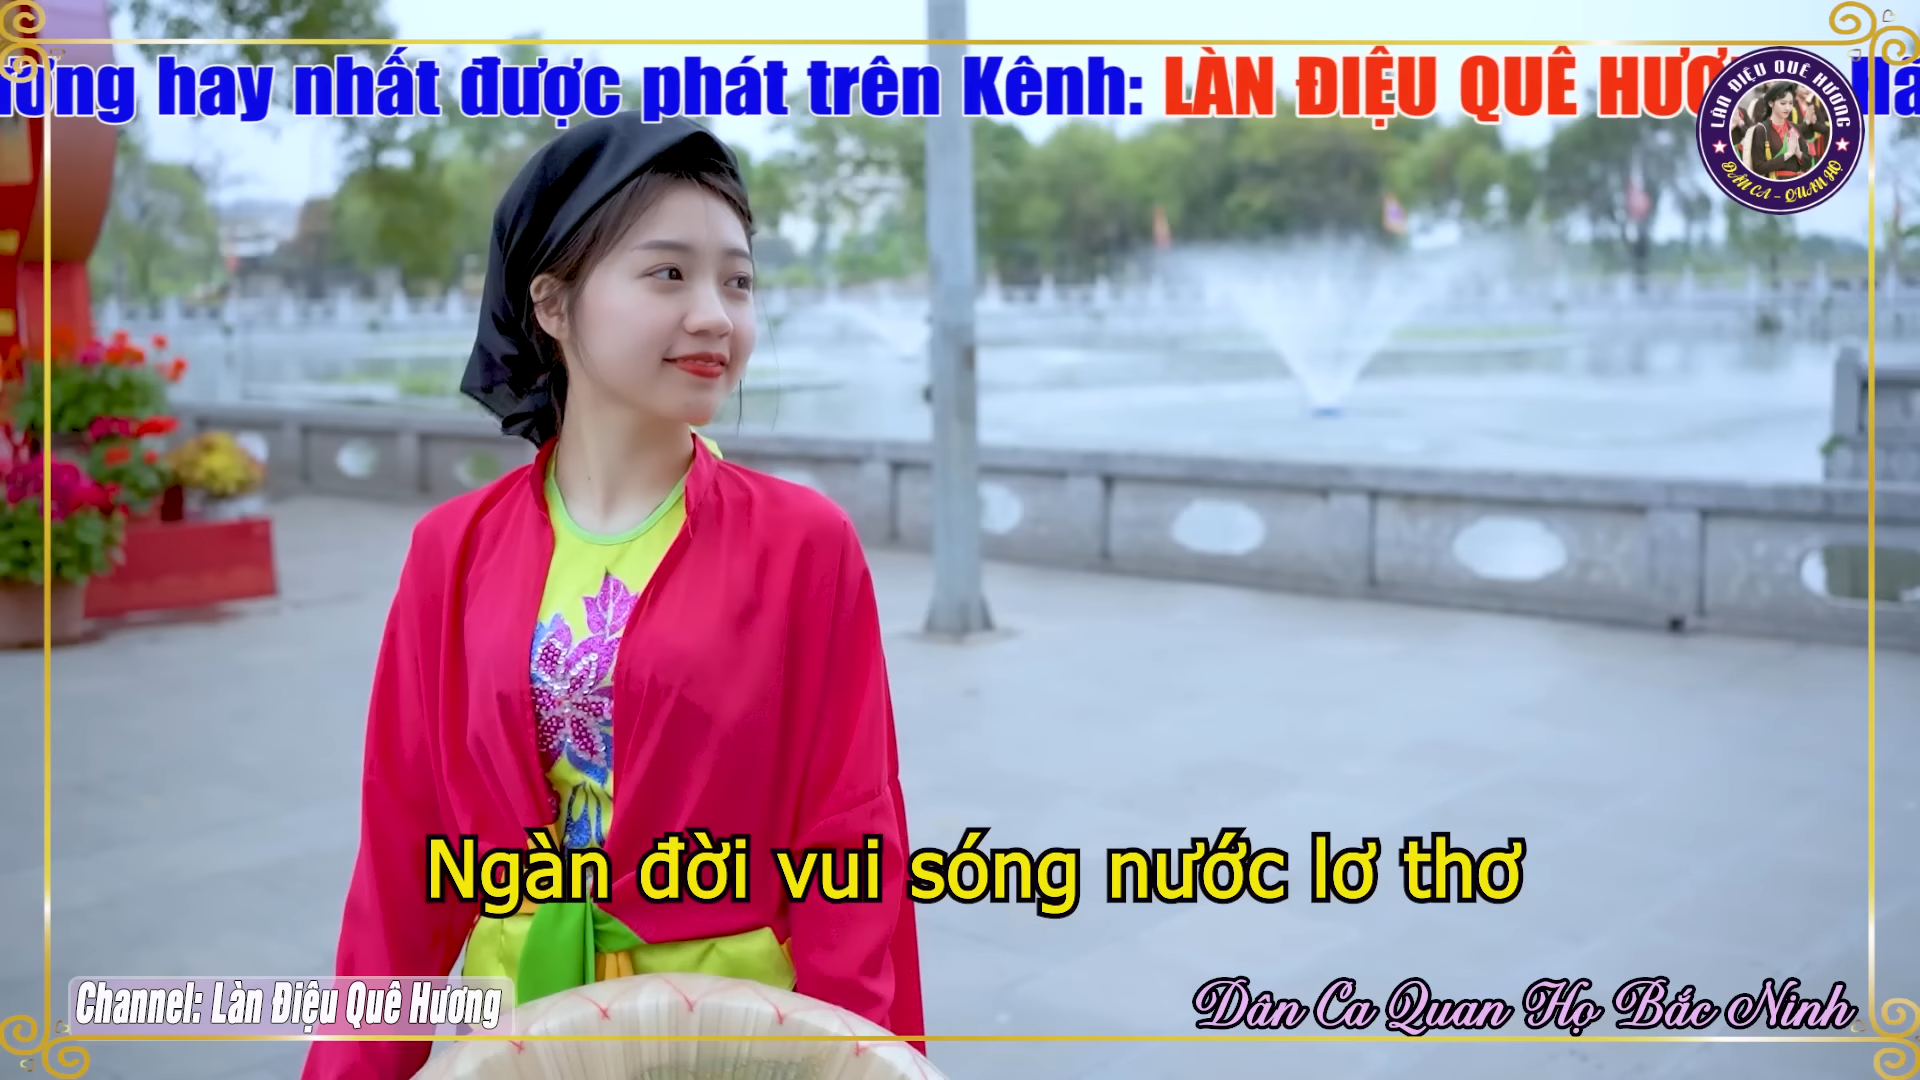 hay nhất được phát trên Kênh: LÀN ĐIỆU QUÊ
LÀN ĐIỆU QUÊ HƯƠNG
DÂN CA - QUAN HỌ
Ngàn đời vui sóng nước lơ thơ
Channel: Làn Điệu Quê Hương
Dân Ca Quan Họ Bắc Ninh